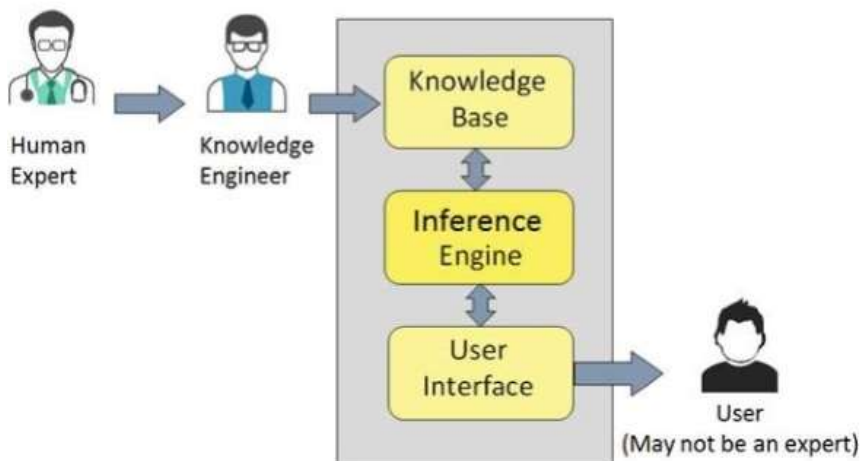 Human
Expert
Knowledge
Engineer
Knowledge
Base
Inference
Engine
User
Interface
User
(May not be an expert)